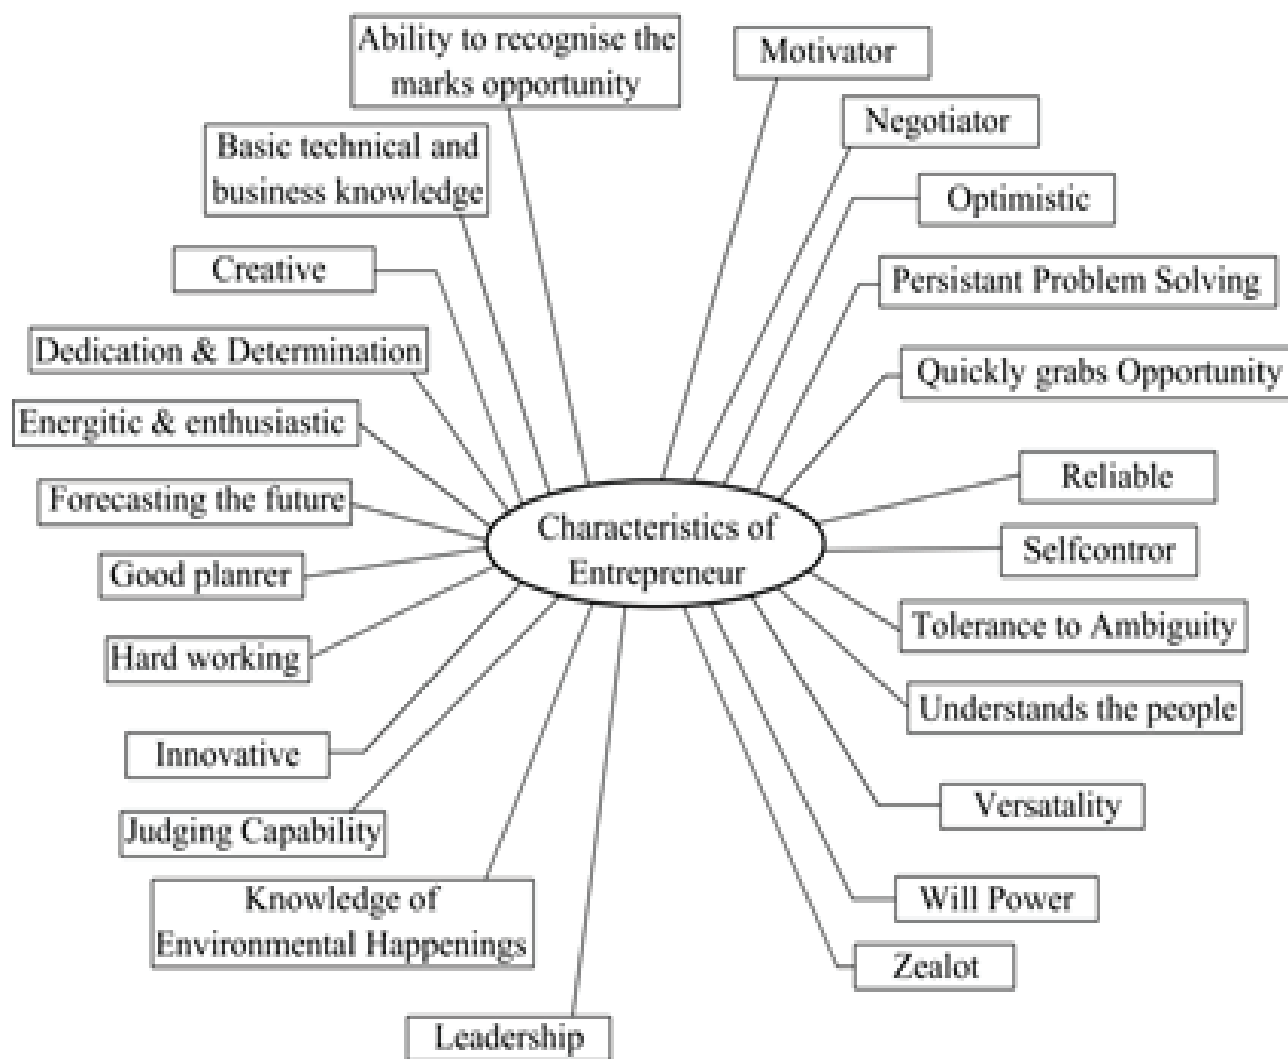 Ability to recognise the
marks opportunity
Basic technical and
business knowledge
Creative
Dedication & Determination
Energitic & enthusiastic
Forecasting the future
Good planrer
Hard working
Innovative
Judging Capability
Knowledge of
Environmental Happenings
Leadership
Characteristics of
Entrepreneur
Motivator
Negotiator
Optimistic
Persistant Problem Solving
Quickly grabs Opportunity
Reliable
Selfcontror
Tolerance to Ambiguity
Understands the people
Versatality
Will Power
Zealot